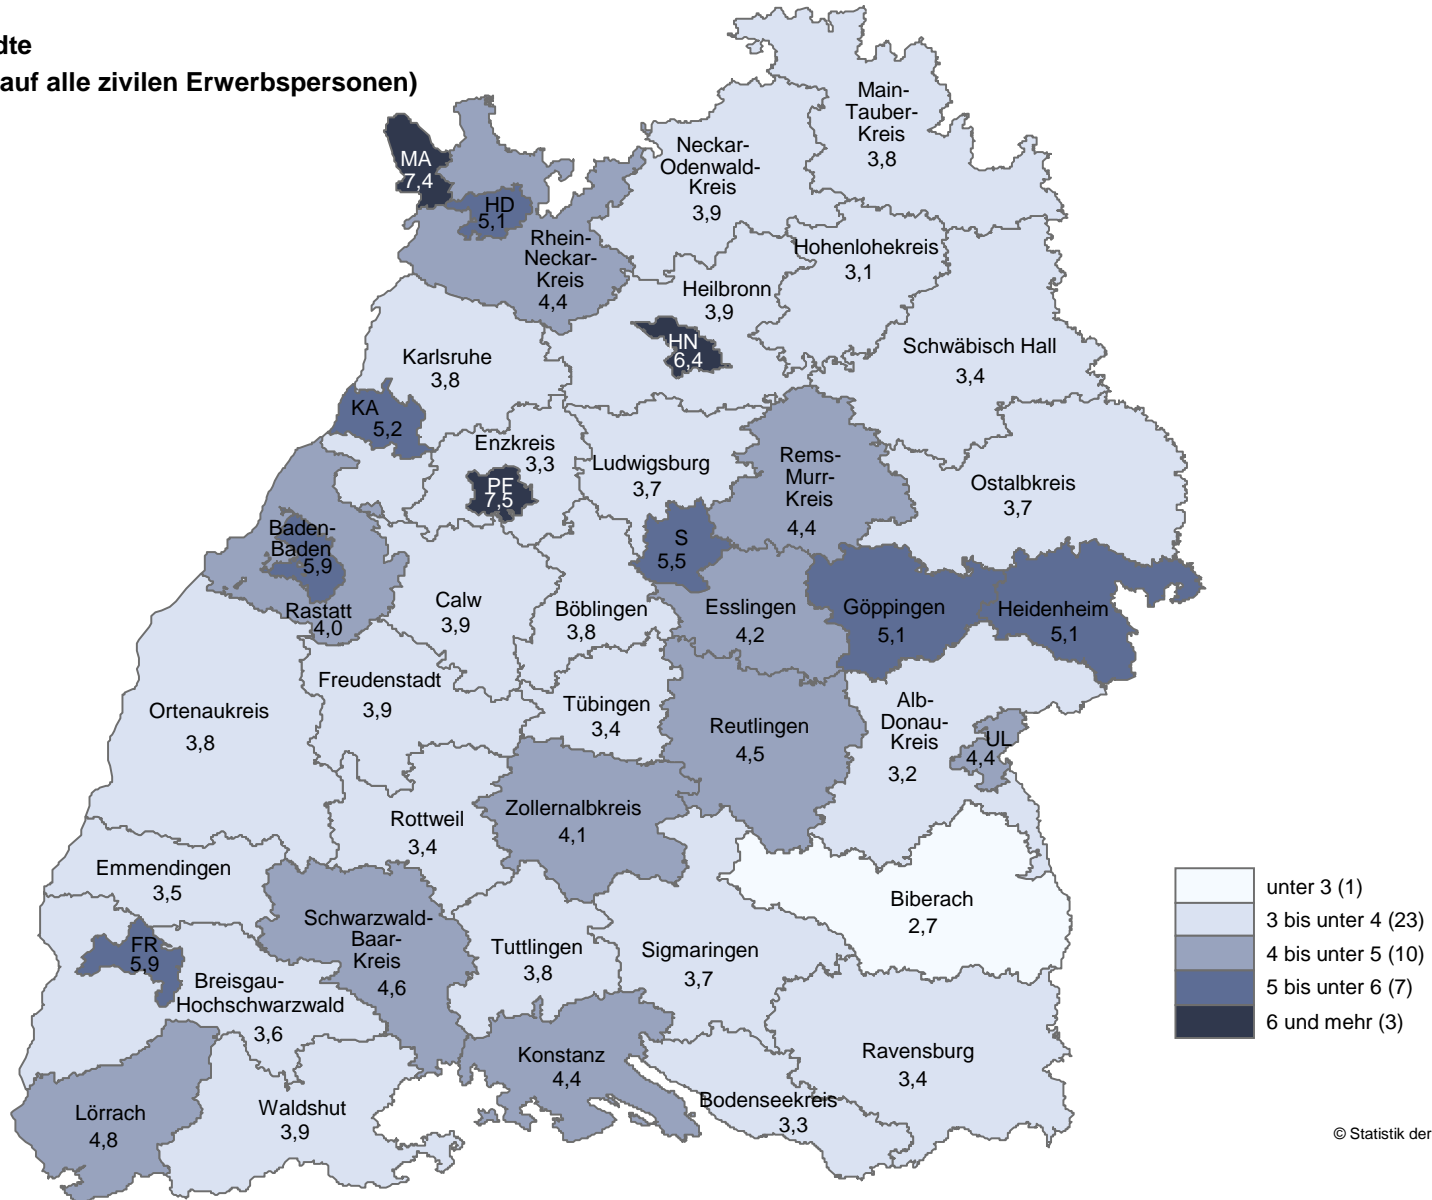 dte
auf alle zivilen Erwerbspersonen)
Main-
Tauber-
Kreis
3,8
Neckar-
Odenwald-
Kreis
3,9
MA
7,4
HD
5,1
Rhein-
Neckar-
Kreis
4,4
Hohenlohekreis
3,1
Heilbronn
3,9
HN
6,4
Schwäbisch Hall
3,4
Karlsruhe
3,8
KA
5,2
Enzkreis
3,3
PF
7,5
Ludwigsburg
3,7
Rems-
Murr-
Kreis
4,4
Ostalbkreis
3,7
Baden-
Baden
5,9
Rastatt
4,0
S
5,5
Calw
3,9
Böblingen
3,8
Esslingen
4,2
Göppingen
5,1
Heidenheim
5,1
Ortenaukreis
3,8
Freudenstadt
3,9
Tübingen
3,4
Reutlingen
4,5
Alb-
Donau-
Kreis
3,2
UL
4,4
Rottweil
3,4
Zollernalbkreis
4,1
Emmendingen
3,5
Biberach
2,7
FR
5,9
Schwarzwald-
Baar-
Kreis
4,6
Tuttlingen
3,8
Sigmaringen
3,7
Breisgau-
Hochschwarzwald
3,6
Konstanz
4,4
Ravensburg
3,4
Lörrach
4,8
Waldshut
3,9
Bodenseekreis
3,3
unter 3 (1)
3 bis unter 4 (23)
4 bis unter 5 (10)
5 bis unter 6 (7)
6 und mehr (3)
© Statistik der